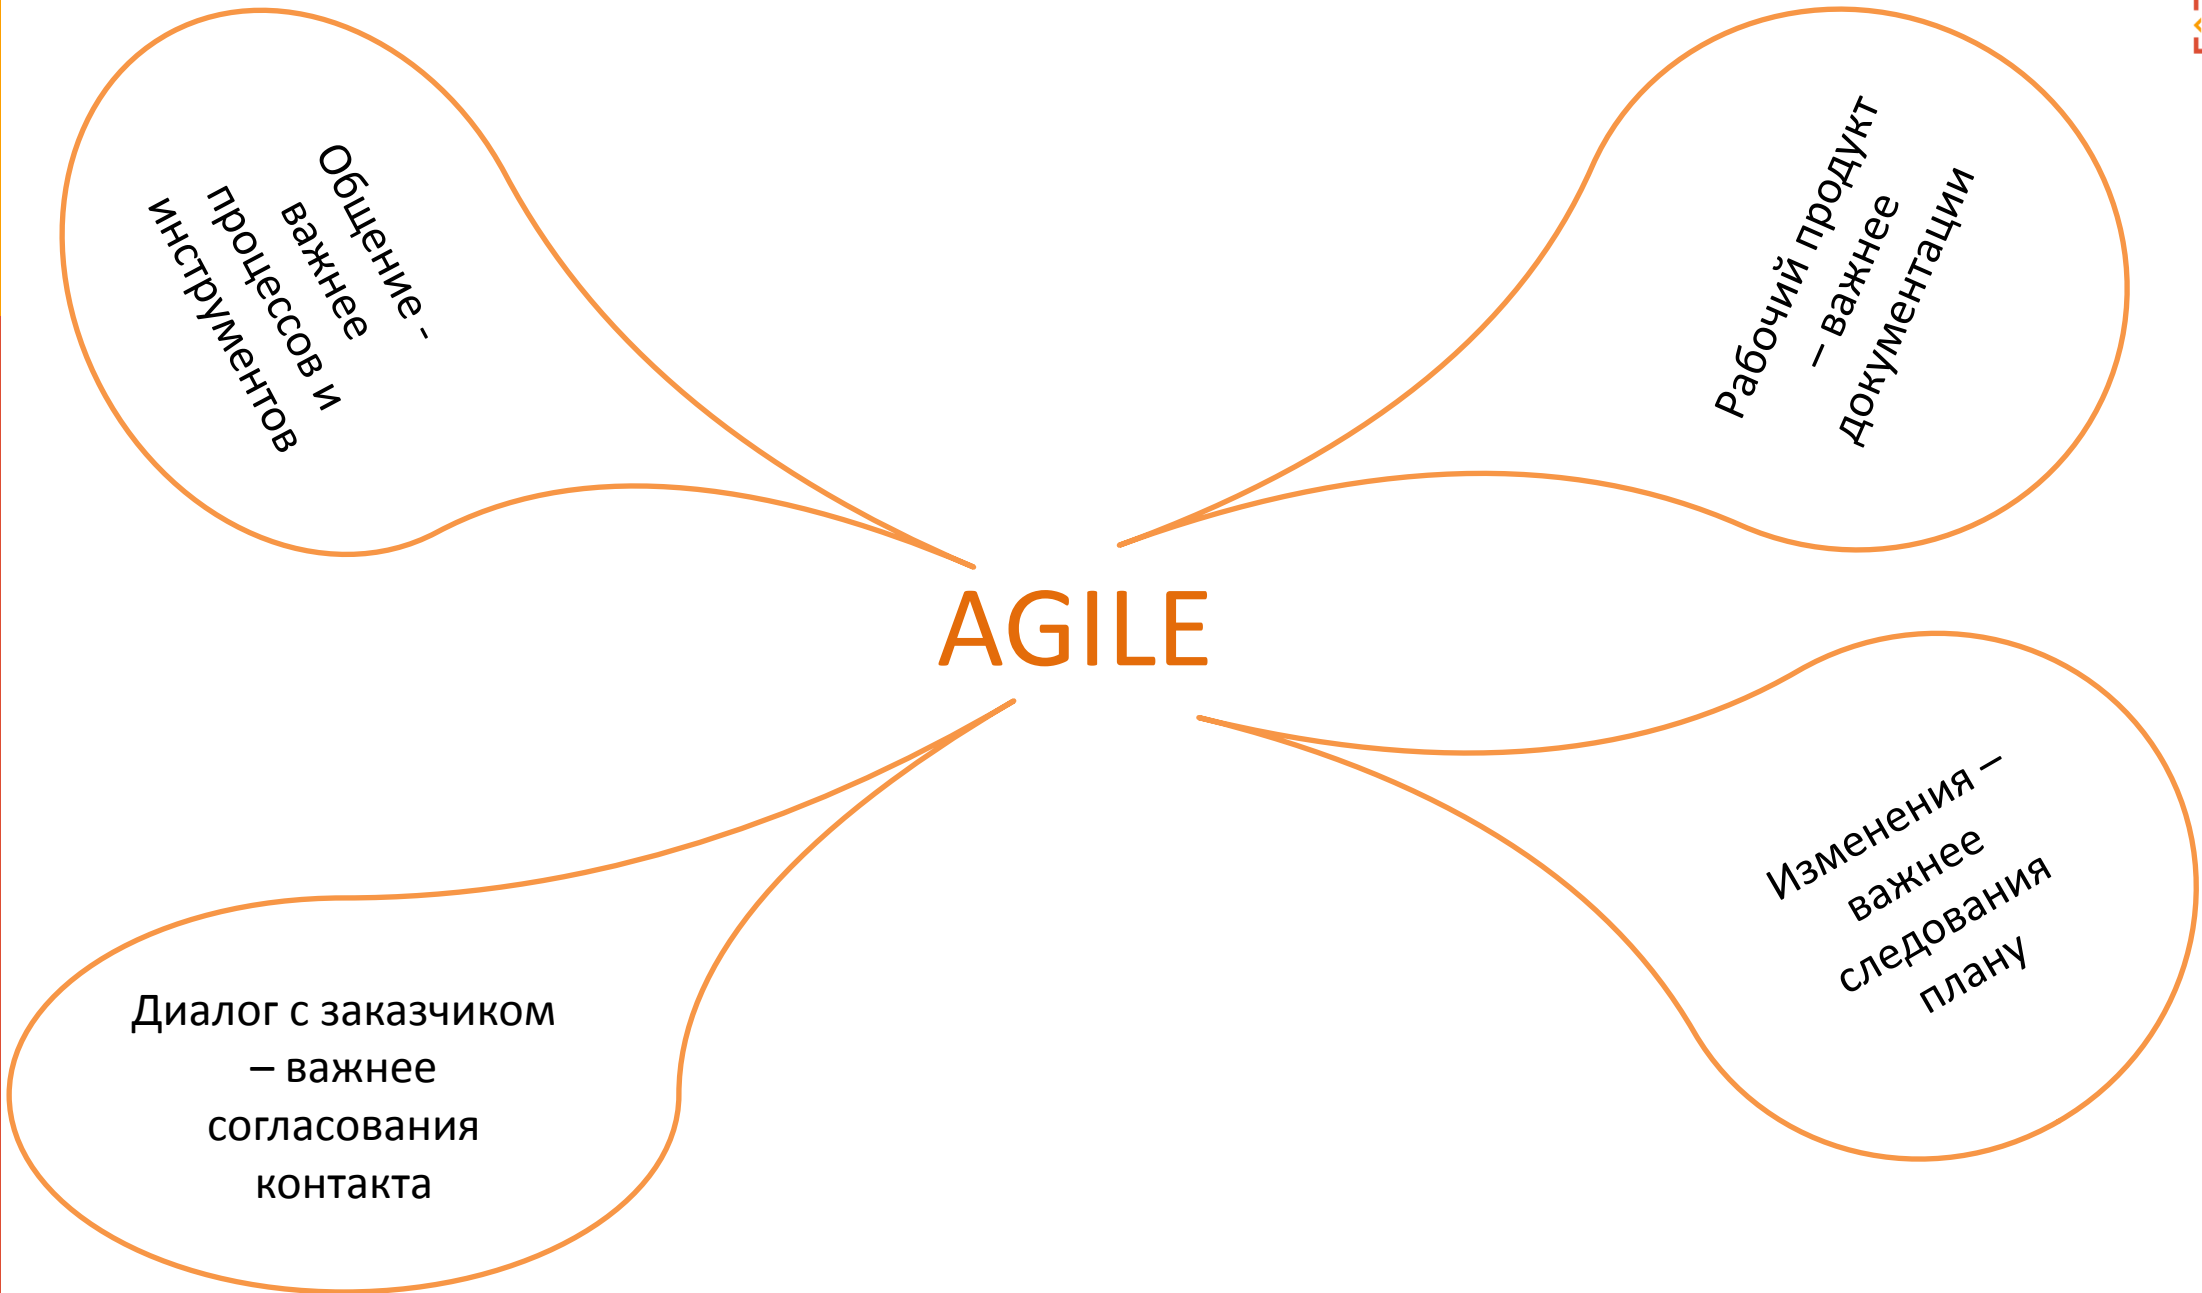 Общение -
важнее
процессов и
инструментов
Рабочий продукт
– важнее
документации
AGILE
Диалог с заказчиком
– важнее
согласования
контакта
Изменения –
важнее
следования
плану